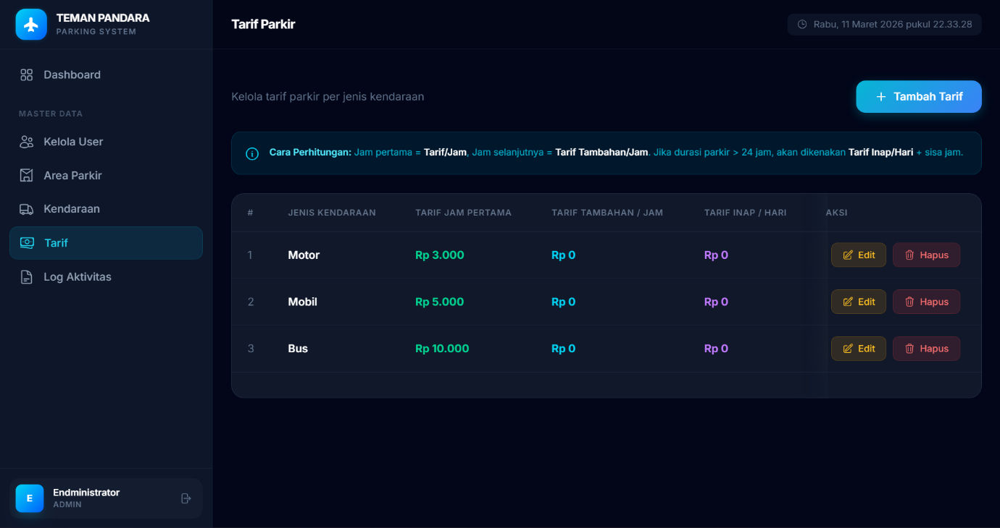 TEMAN PANDARA
PARKING SYSTEM
Dashboard
MASTER DATA
Kelola User
Area Parkir
Kendaraan
Tarif
Log Aktivitas
E
Endministrator
ADMIN
Tarif Parkir
Rabu, 11 Maret 2026 pukul 22.33.28
Kelola tarif parkir per jenis kendaraan
+ Tambah Tarif
Cara Perhitungan: Jam pertama = Tarif/Jam, Jam selanjutnya = Tarif Tambahan/Jam. Jika durasi parkir > 24 jam, akan dikenakan Tarif Inap/Hari + sisa jam.
# JENIS KENDARAAN TARIF JAM PERTAMA TARIF TAMBAHAN / JAM TARIF INAP / HARI AKSI
1 Motor Rp 3.000 Rp 0 Rp 0 Edit Hapus
2 Mobil Rp 5.000 Rp 0 Rp 0 Edit Hapus
3 Bus Rp 10.000 Rp 0 Rp 0 Edit Hapus